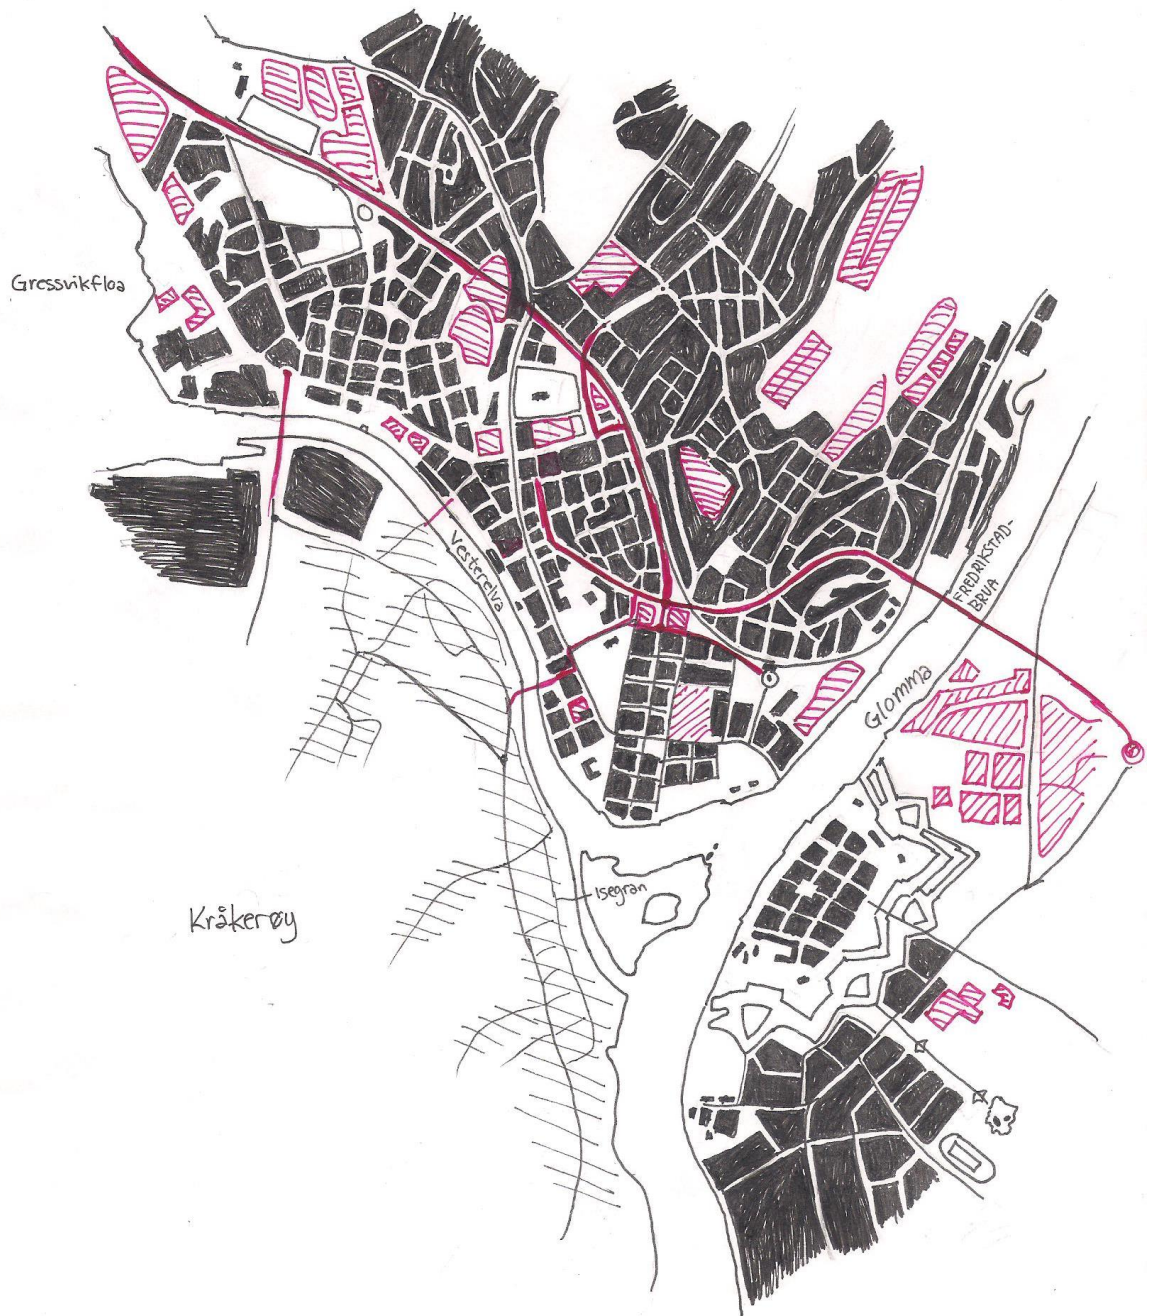 Gressvikfloa
Vesterelva
FREDRIKSTAD-
BRUA
Glomma
Isegran
Kråkerøy